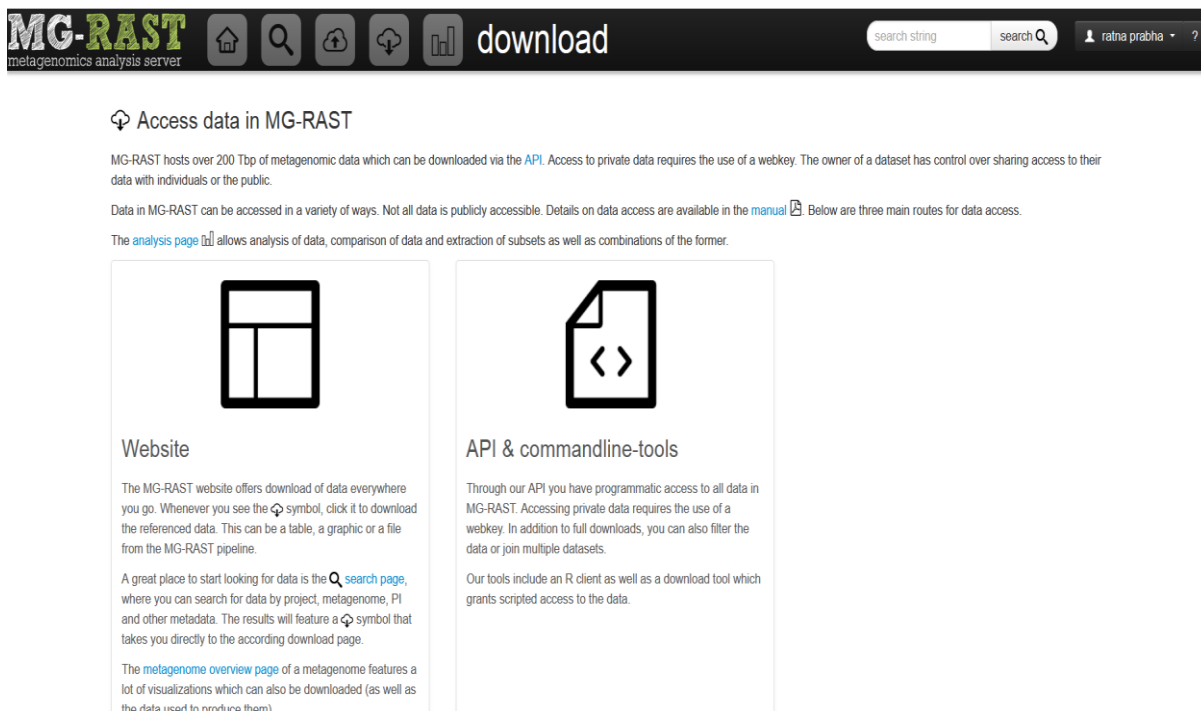 MG-RAST
metagenomics analysis server
download
search string
search
ratna prabha
?
Access data in MG-RAST
MG-RAST hosts over 200 Tbp of metagenomic data which can be downloaded via the API. Access to private data requires the use of a webkey. The owner of a dataset has control over sharing access to their
data with individuals or the public.
Data in MG-RAST can be accessed in a variety of ways. Not all data is publicly accessible. Details on data access are available in the manual. Below are three main routes for data access.
The analysis page allows analysis of data, comparison of data and extraction of subsets as well as combinations of the former.
Website
The MG-RAST website offers download of data everywhere
you go. Whenever you see the symbol, click it to download
the referenced data. This can be a table, a graphic or a file
from the MG-RAST pipeline.
A great place to start looking for data is the search page,
where you can search for data by project, metagenome, PI
and other metadata. The results will feature a symbol that
takes you directly to the according download page.
The metagenome overview page of a metagenome features a
lot of visualizations which can also be downloaded (as well as
the data used to produce them)
API & commandline-tools
Through our API you have programmatic access to all data in
MG-RAST. Accessing private data requires the use of a
webkey. In addition to full downloads, you can also filter the
data or join multiple datasets.
Our tools include an R client as well as a download tool which
grants scripted access to the data.